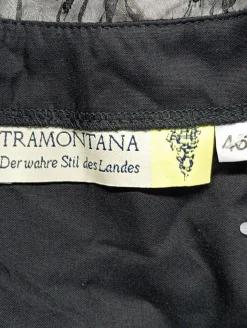 TRAMONTANA
Der wahre Stil des Landes